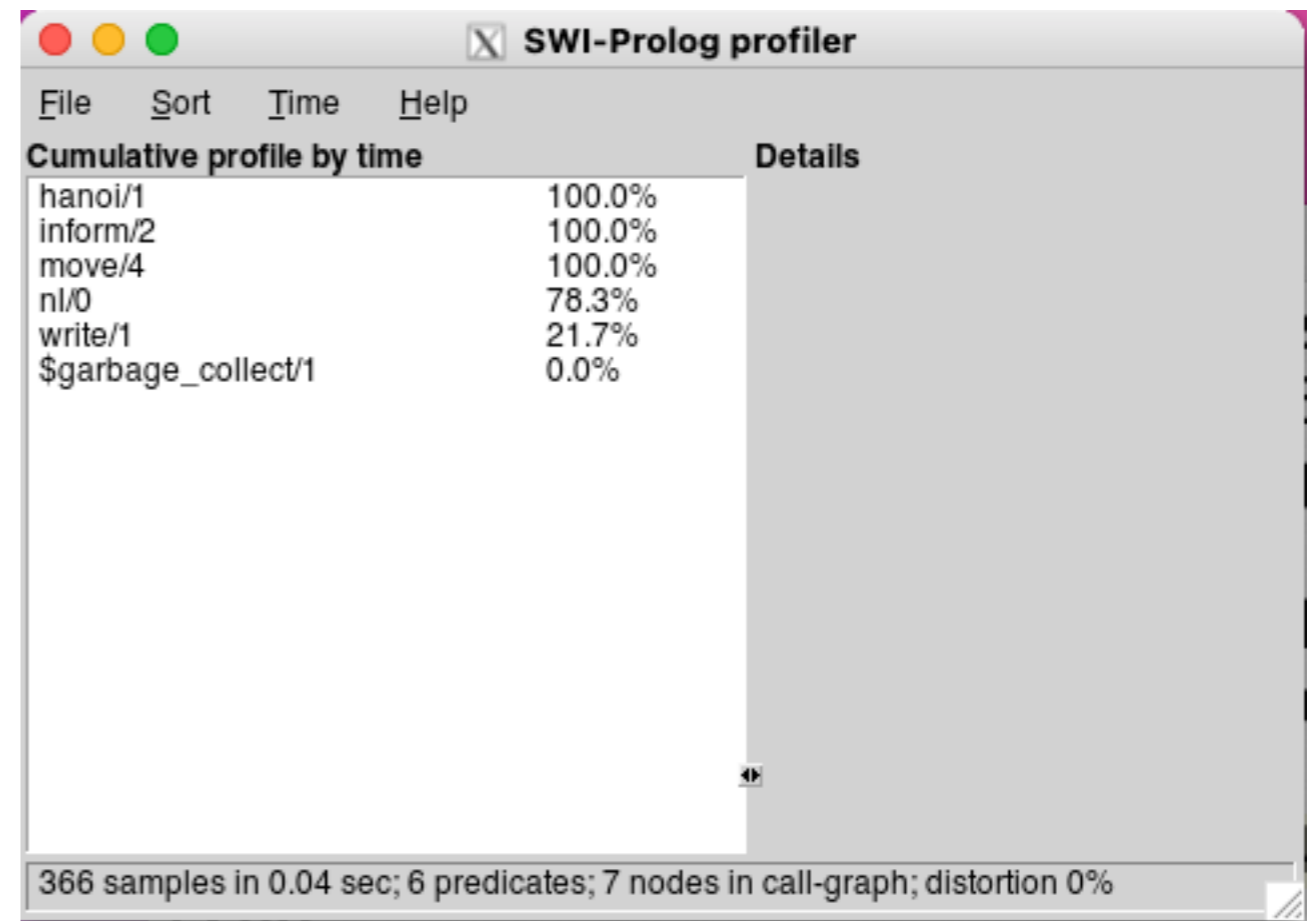 SWI-Prolog profiler
File Sort Time Help
Cumulative profile by time Details
hanoi/1 100.0%
inform/2 100.0%
move/4 100.0%
nl/0 78.3%
write/1 21.7%
$garbage_collect/1 0.0%
366 samples in 0.04 sec; 6 predicates; 7 nodes in call-graph; distortion 0%